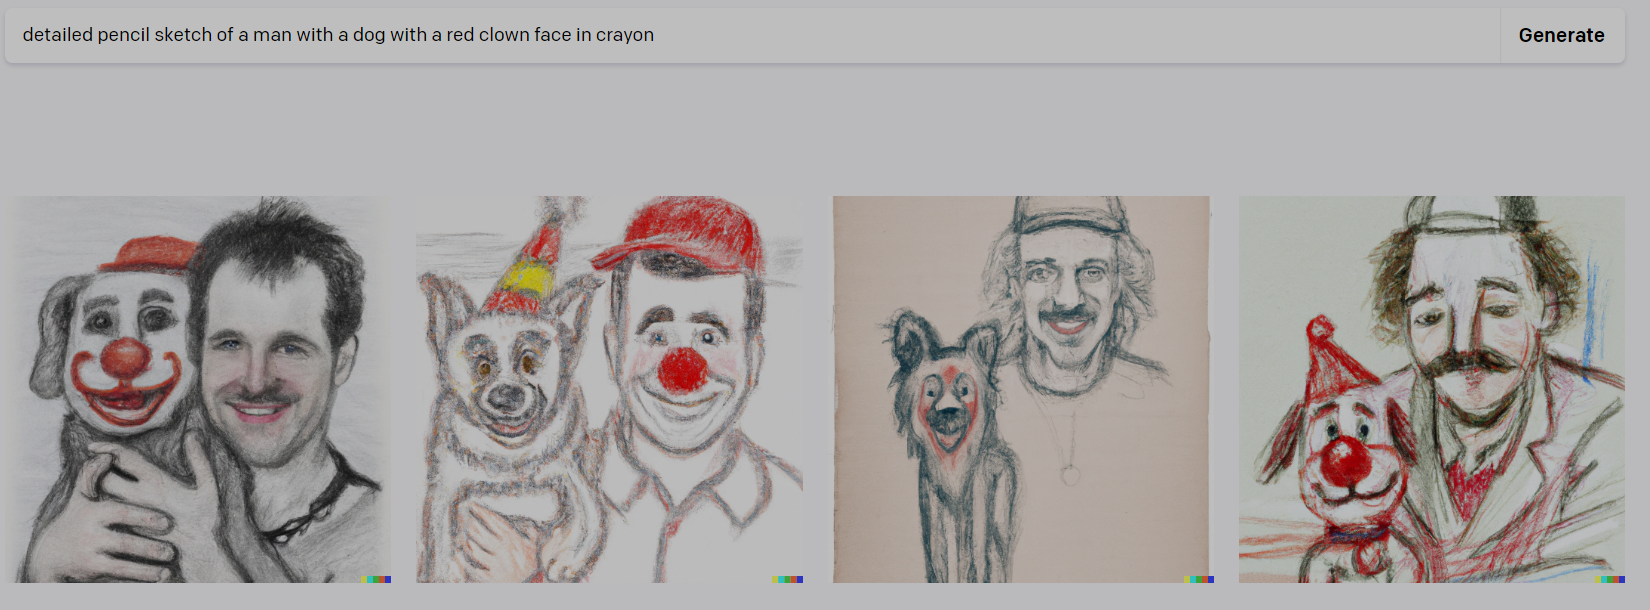 detailed pencil sketch of a man with a dog with a red clown face in crayon
Generate